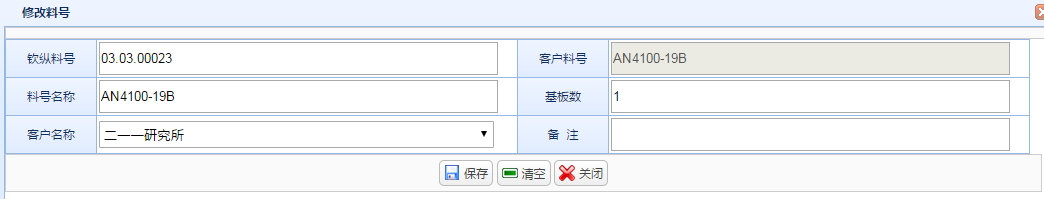 修改料号
钦纵料号 03.03.00023 客户料号 AN4100-19B
料号名称 AN4100-19B 基板数 1
客户名称 二一一研究所 备 注
保存 清空 关闭